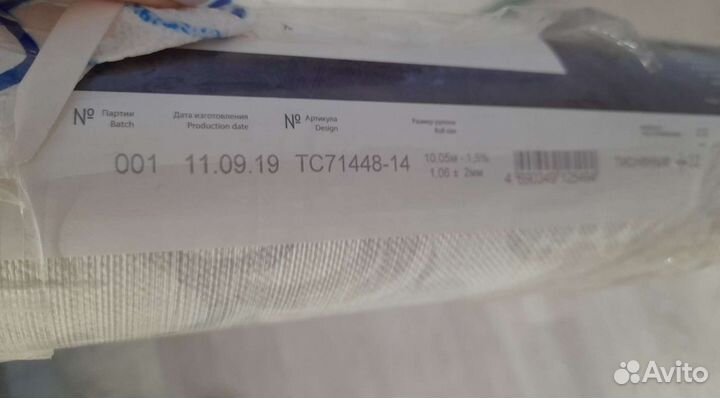 № Партии
Batch
Дата изготовления
Production date
№ Артикула
Design
Размер рулона
Roll size
001 11.09.19 TC71448-14
10,05м - 1,5%
1,06 ± 2мм
Avito